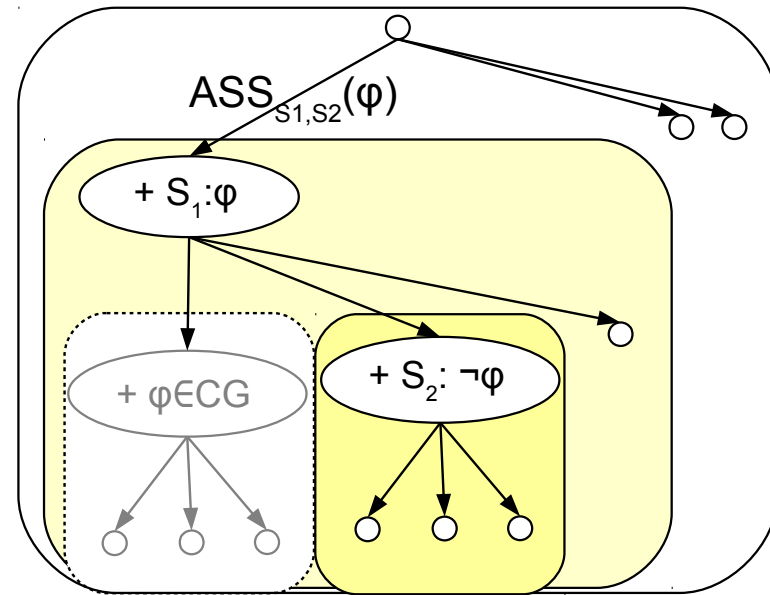 ASS_S1,S2(φ)
+ S_1:φ
+ φ∈CG
+ S_2: ¬φ